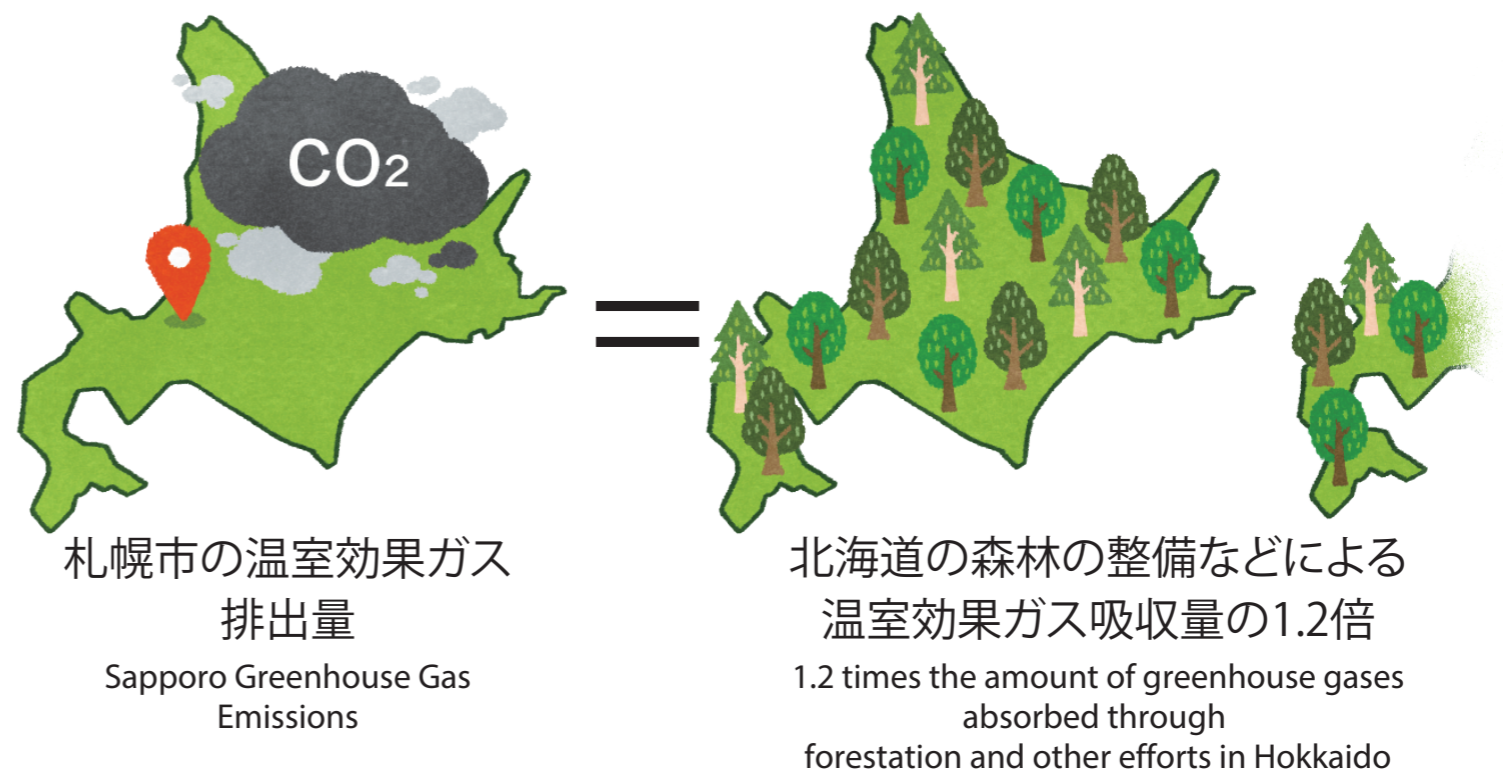 CO2
札幌市の温室効果ガス
排出量
Sapporo Greenhouse Gas
Emissions
=
北海道の森林の整備などによる
温室効果ガス吸収量の1.2倍
1.2 times the amount of greenhouse gases
absorbed through
forestation and other efforts in Hokkaido